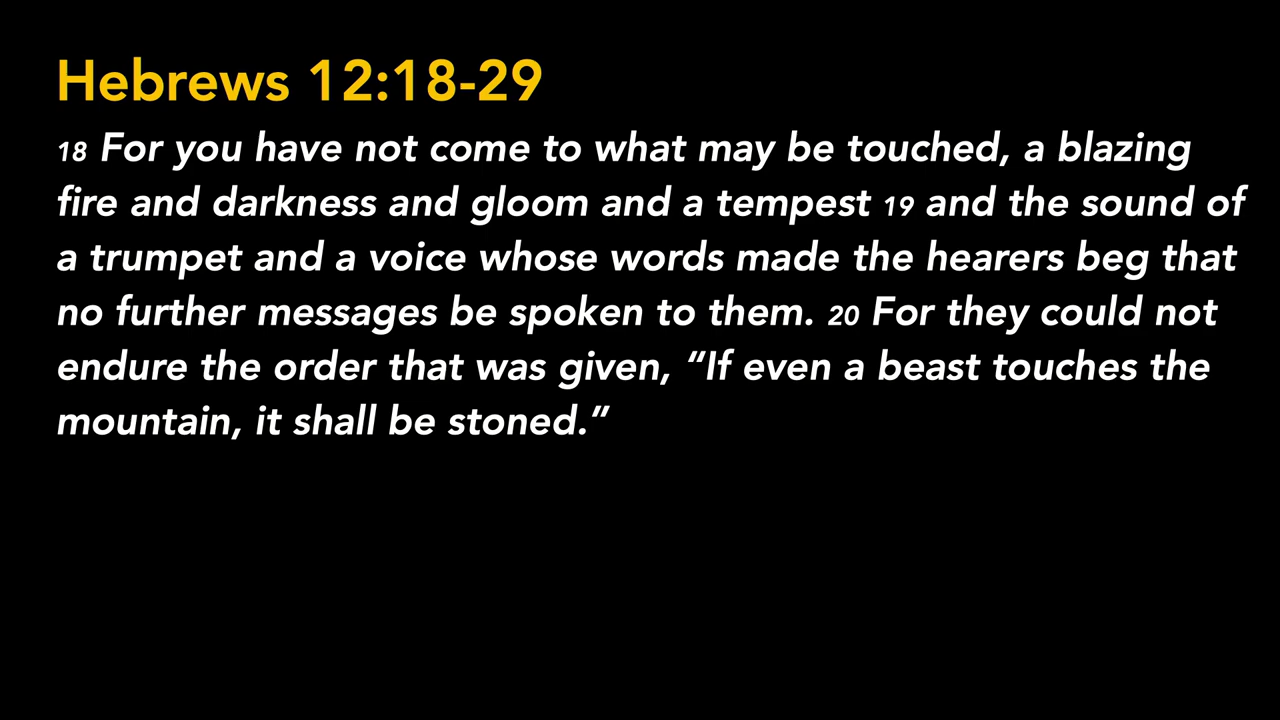 Hebrews 12:18-29
18 For you have not come to what may be touched, a blazing
fire and darkness and gloom and a tempest 19 and the sound of
a trumpet and a voice whose words made the hearers beg that
no further messages be spoken to them. 20 For they could not
endure the order that was given, “If even a beast touches the
mountain, it shall be stoned.”